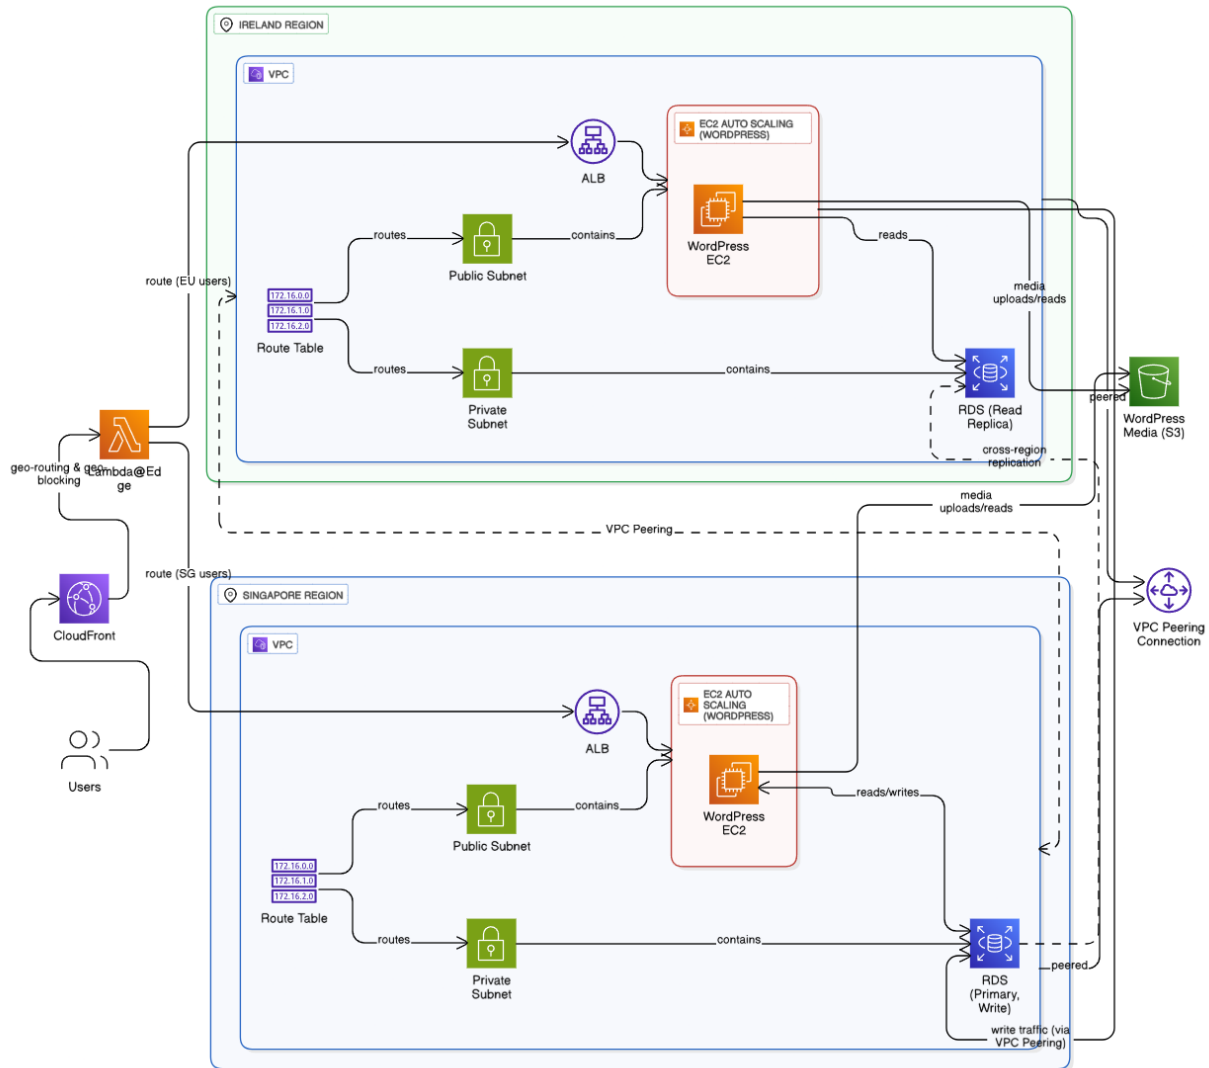 IRELAND REGION
VPC
EC2 AUTO SCALING
(WORDPRESS)
ALB
WordPress
EC2
routes
contains
reads
Public Subnet
route (EU users)
media
uploads/reads
172.16.0.0
172.16.1.0
172.16.2.0
Route Table
routes
contains
Private
Subnet
RDS (Read
Replica)
peered
WordPress
Media (S3)
cross-region
replication
geo-routing & geo-
blocking
Lambda@Ed
ge
media
uploads/reads
VPC Peering
route (SG users)
SINGAPORE REGION
CloudFront
VPC Peering
Connection
VPC
EC2 AUTO
SCALING
(WORDPRESS)
ALB
Users
WordPress
EC2
reads/writes
routes
contains
Public Subnet
172.16.0.0
172.16.1.0
172.16.2.0
Route Table
routes
contains
Private
Subnet
peered
RDS
(Primary,
Write)
write traffic (via
VPC Peering)